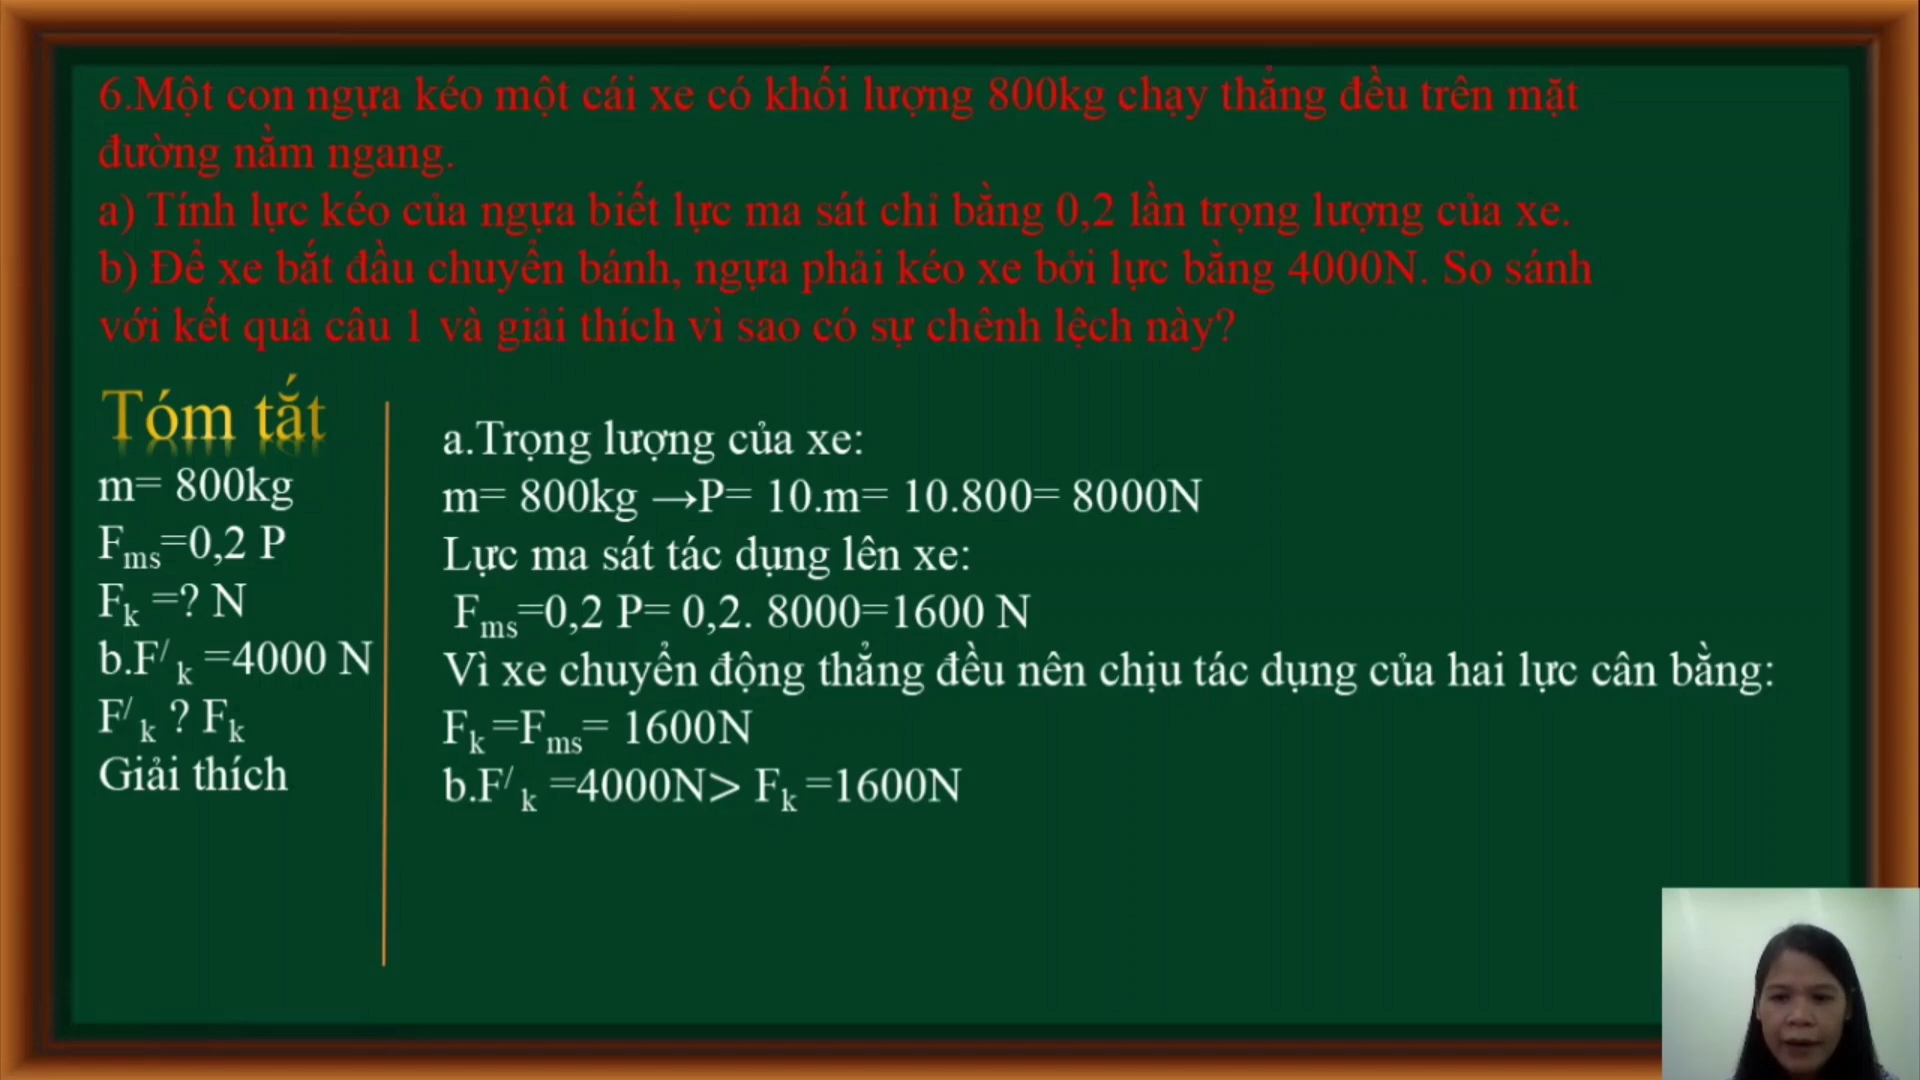 6.Một con ngựa kéo một cái xe có khối lượng 800kg chạy thẳng đều trên mặt
đường nằm ngang.
a) Tính lực kéo của ngựa biết lực ma sát chỉ bằng 0,2 lần trọng lượng của xe.
b) Để xe bắt đầu chuyển bánh, ngựa phải kéo xe bởi lực bằng 4000N. So sánh
với kết quả câu 1 và giải thích vì sao có sự chênh lệch này?
Tóm tắt
m= 800kg
Fms=0,2 P
Fk =? N
b.F/k =4000 N
F/k ? Fk
Giải thích
a.Trọng lượng của xe:
m= 800kg →P= 10.m= 10.800= 8000N
Lực ma sát tác dụng lên xe:
Fms=0,2 P= 0,2. 8000=1600 N
Vì xe chuyển động thẳng đều nên chịu tác dụng của hai lực cân bằng:
Fk =Fms= 1600N
b.F/k =4000N> Fk =1600N